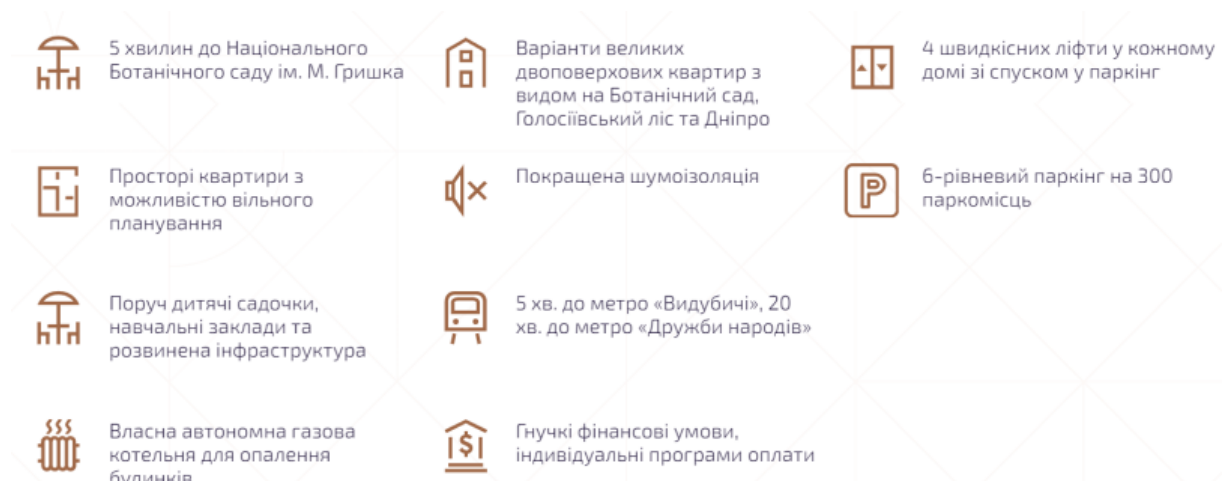 5 хвилин до Національного
Ботанічного саду ім. М. Гришка
Варіанти великих
двоповерхових квартир з
видом на Ботанічний сад,
Голосіївський ліс та Дніпро
4 швидкісних ліфти у кожному
домі зі спуском у паркінг
Просторі квартири з
можливістю вільного
планування
Покращена шумоізоляція
6-рівневий паркінг на 300
паркомісць
Поруч дитячі садочки,
навчальні заклади та
розвинена інфраструктура
5 хв. до метро «Видубичі», 20
хв. до метро «Дружби народів»
Власна автономна газова
котельня для опалення
будинків
Гнучкі фінансові умови,
індивідуальні програми оплати